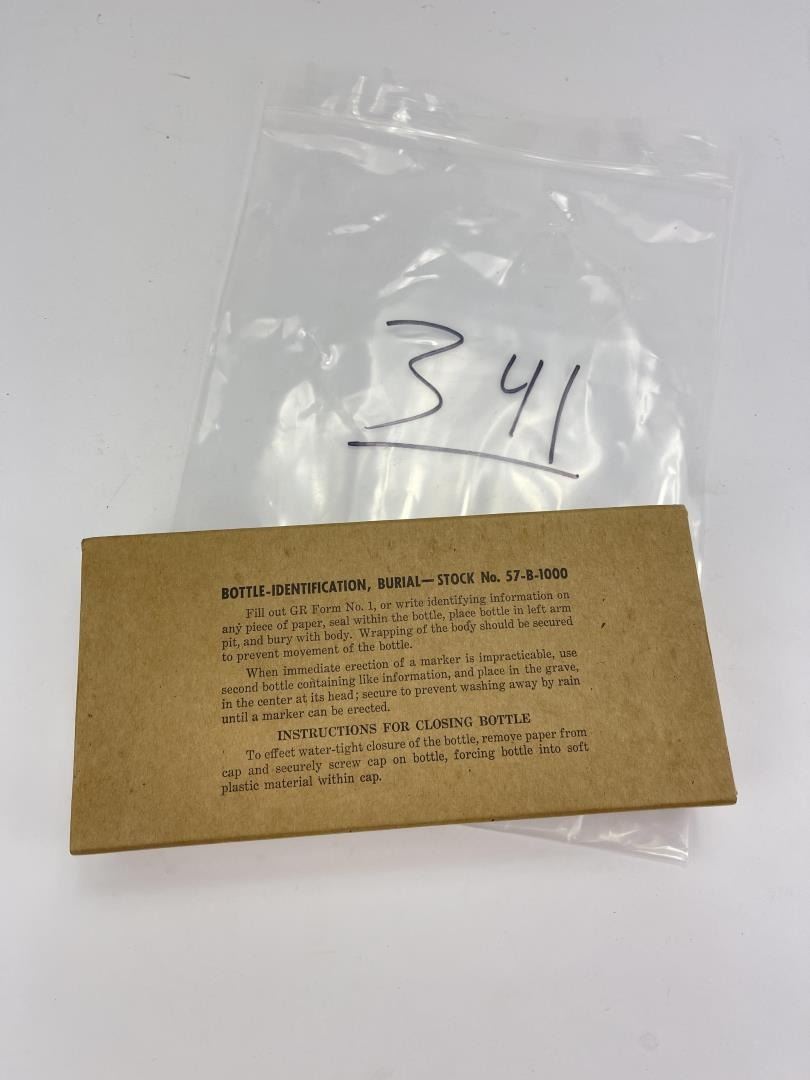 341
BOTTLE-IDENTIFICATION, BURIAL—STOCK No. 57-B-1000
Fill out GR Form No. 1, or write identifying information on
any piece of paper, seal within the bottle, place bottle in left arm
pit, and bury with body. Wrapping of the body should be secured
to prevent movement of the bottle.
When immediate erection of a marker is impracticable, use
second bottle containing like information, and place in the grave,
in the center at its head; secure to prevent washing away by rain
until a marker can be erected.
INSTRUCTIONS FOR CLOSING BOTTLE
To effect water-tight closure of the bottle, remove paper from
cap and securely screw cap on bottle, forcing bottle into soft
plastic material within cap.